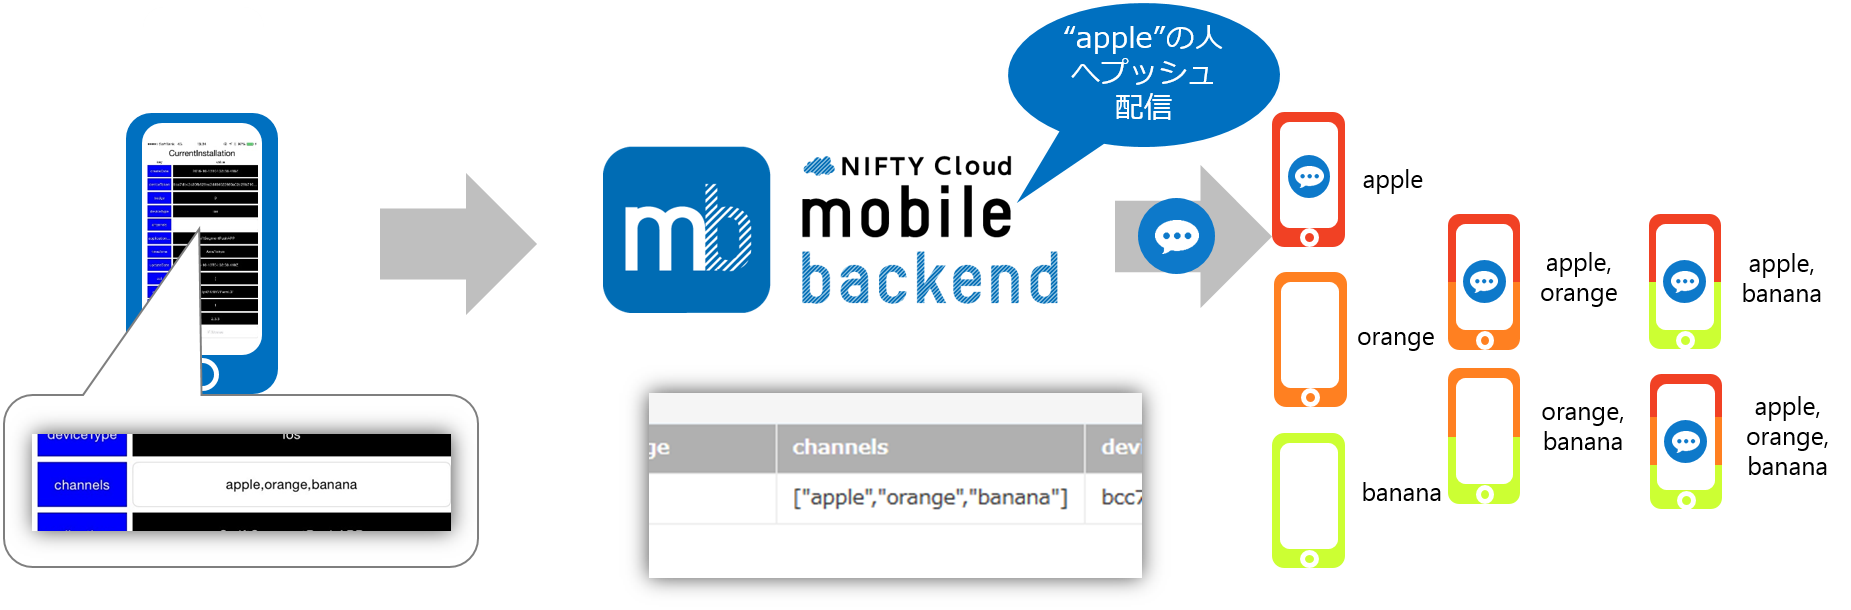 CurrentInstallation
deviceType
ios
channels
apple,orange,banana
NIFTY Cloud
mobile
backend
mb
“apple”の人
へプッシュ
配信
ge
channels
devi
["apple","orange","banana"]
bcc7
apple
orange
banana
apple,
orange
orange,
banana
apple,
banana
apple,
orange,
banana